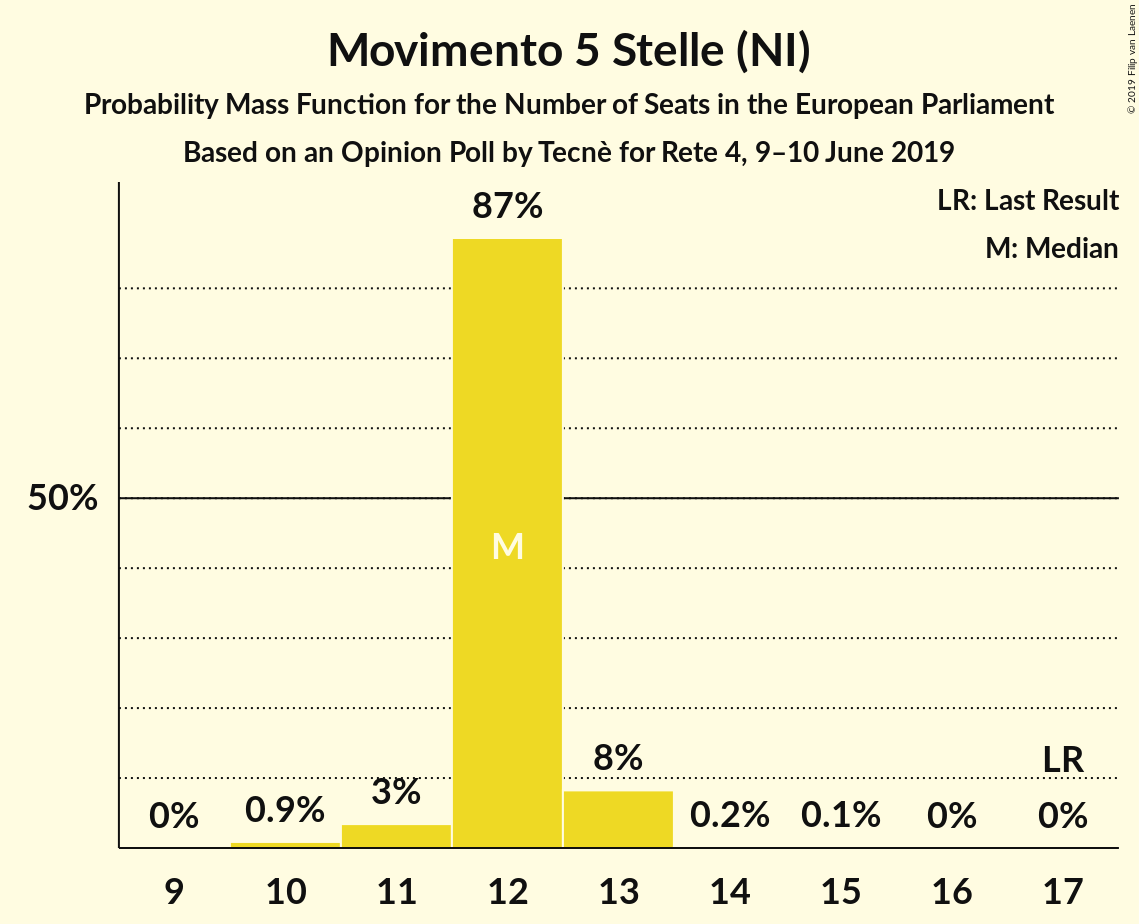 Movimento 5 Stelle (NI)
Probability Mass Function for the Number of Seats in the European Parliament
Based on an Opinion Poll by Tecnè for Rete 4, 9–10 June 2019
© 2019 Filip van Laenen
LR: Last Result
M: Median
87%
50%
M
8%
LR
3%
0%
0.9%
0.2%
0.1%
0%
0%
9 10 11 12 13 14 15 16 17